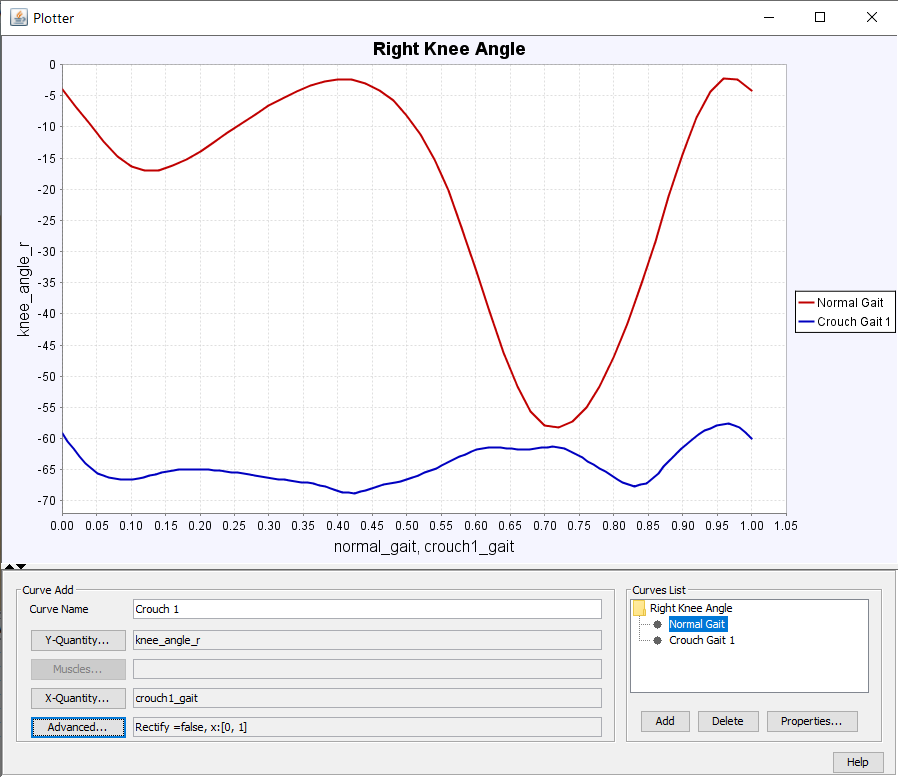 Plotter
Right Knee Angle
0
-5
-10
-15
-20
-25
-30
-35
-40
-45
-50
-55
-60
-65
-70
knee_angle_r
0.00 0.05 0.10 0.15 0.20 0.25 0.30 0.35 0.40 0.45 0.50 0.55 0.60 0.65 0.70 0.75 0.80 0.85 0.90 0.95 1.00 1.05
normal_gait, crouch1_gait
Normal Gait
Crouch Gait 1
Curve Add
Curve Name Crouch 1
Y-Quantity... knee_angle_r
Muscles...
X-Quantity... crouch1_gait
Advanced... Rectify =false, x:[0, 1]
Curves List
Right Knee Angle
Normal Gait
Crouch Gait 1
Add Delete Properties...
Help